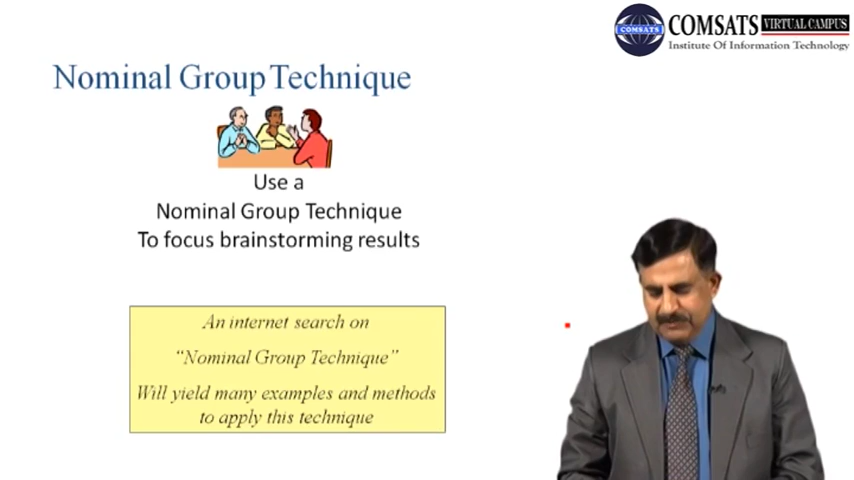 COMSATS VIRTUAL CAMPUS
COMSATS
Institute Of Information Technology
Nominal Group Technique
Use a
Nominal Group Technique
To focus brainstorming results
An internet search on
“Nominal Group Technique”
Will yield many examples and methods
to apply this technique